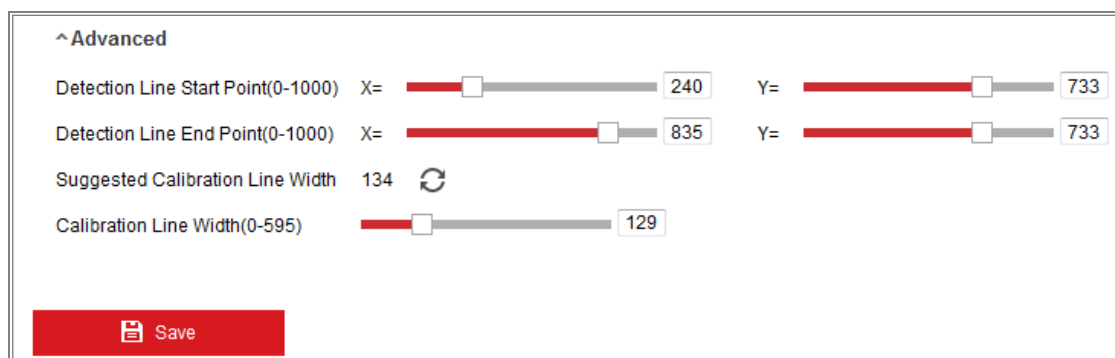 ^Advanced
Detection Line Start Point(0-1000) X= 240 Y= 733
Detection Line End Point(0-1000) X= 835 Y= 733
Suggested Calibration Line Width 134
Calibration Line Width(0-595) 129
Save